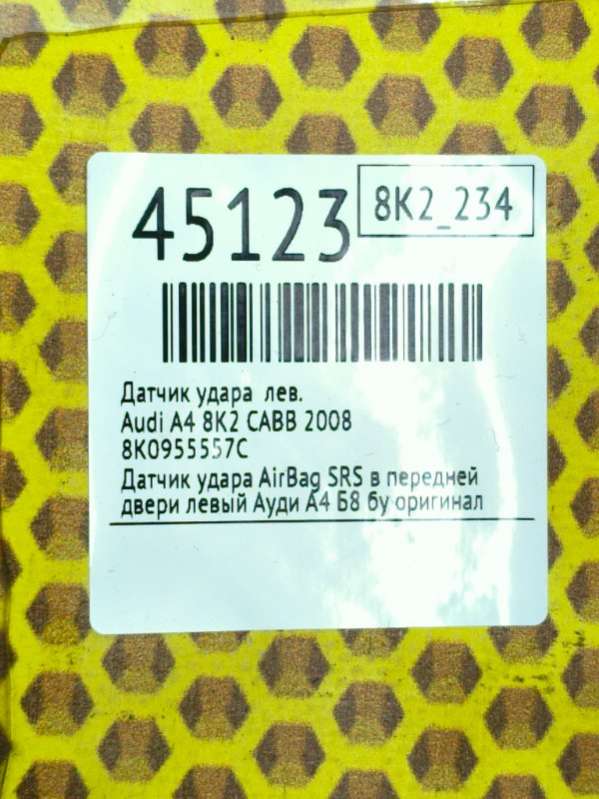 45123
8K2_234
Датчик удара лев.
Audi A4 8K2 CABB 2008
8K0955557C
Датчик удара AirBag SRS в передней
двери левый Ауди А4 Б8 бу оригинал